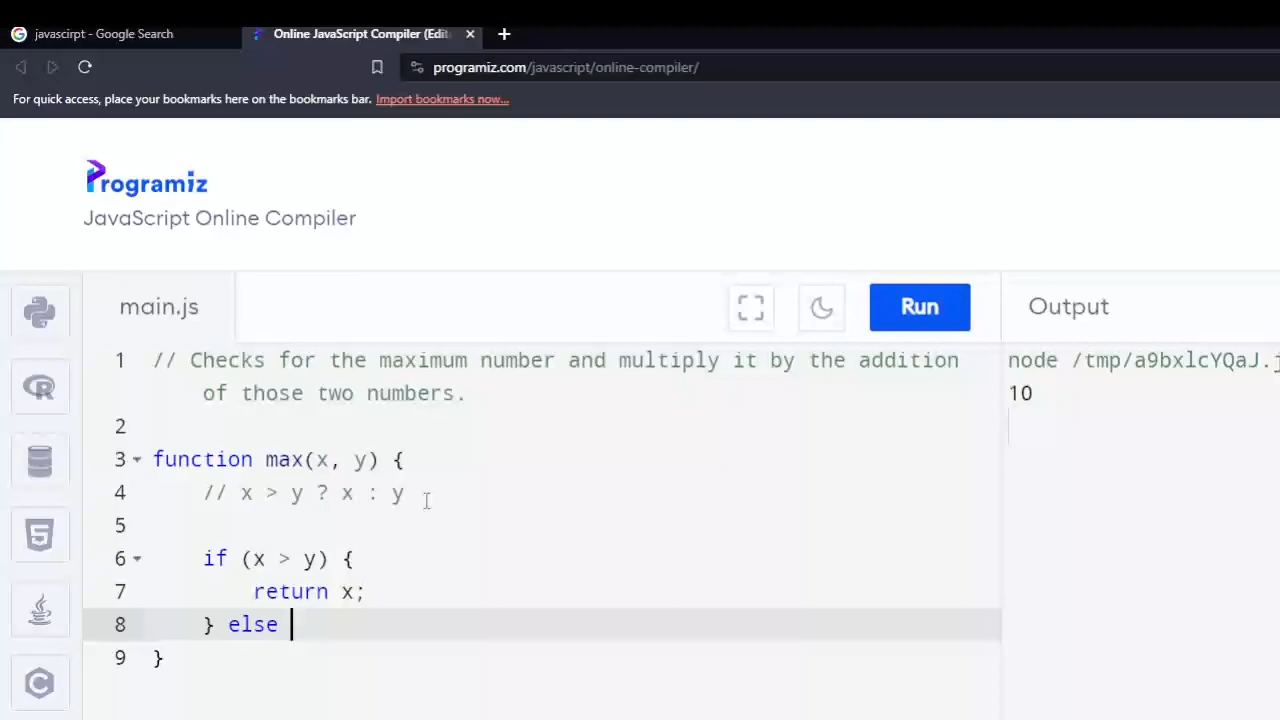 javascirpt - Google Search
Online JavaScript Compiler (Edit
programiz.com/javascript/online-compiler/
For quick access, place your bookmarks here on the bookmarks bar. Import bookmarks now...
Programiz
JavaScript Online Compiler
main.js
Run
Output
1 // Checks for the maximum number and multiply it by the addition
of those two numbers.
2
3 function max(x, y) {
4 // x > y ? x : y
5
6 if (x > y) {
7 return x;
8 } else
9 }
node /tmp/a9bxlcYQaJ.j
10